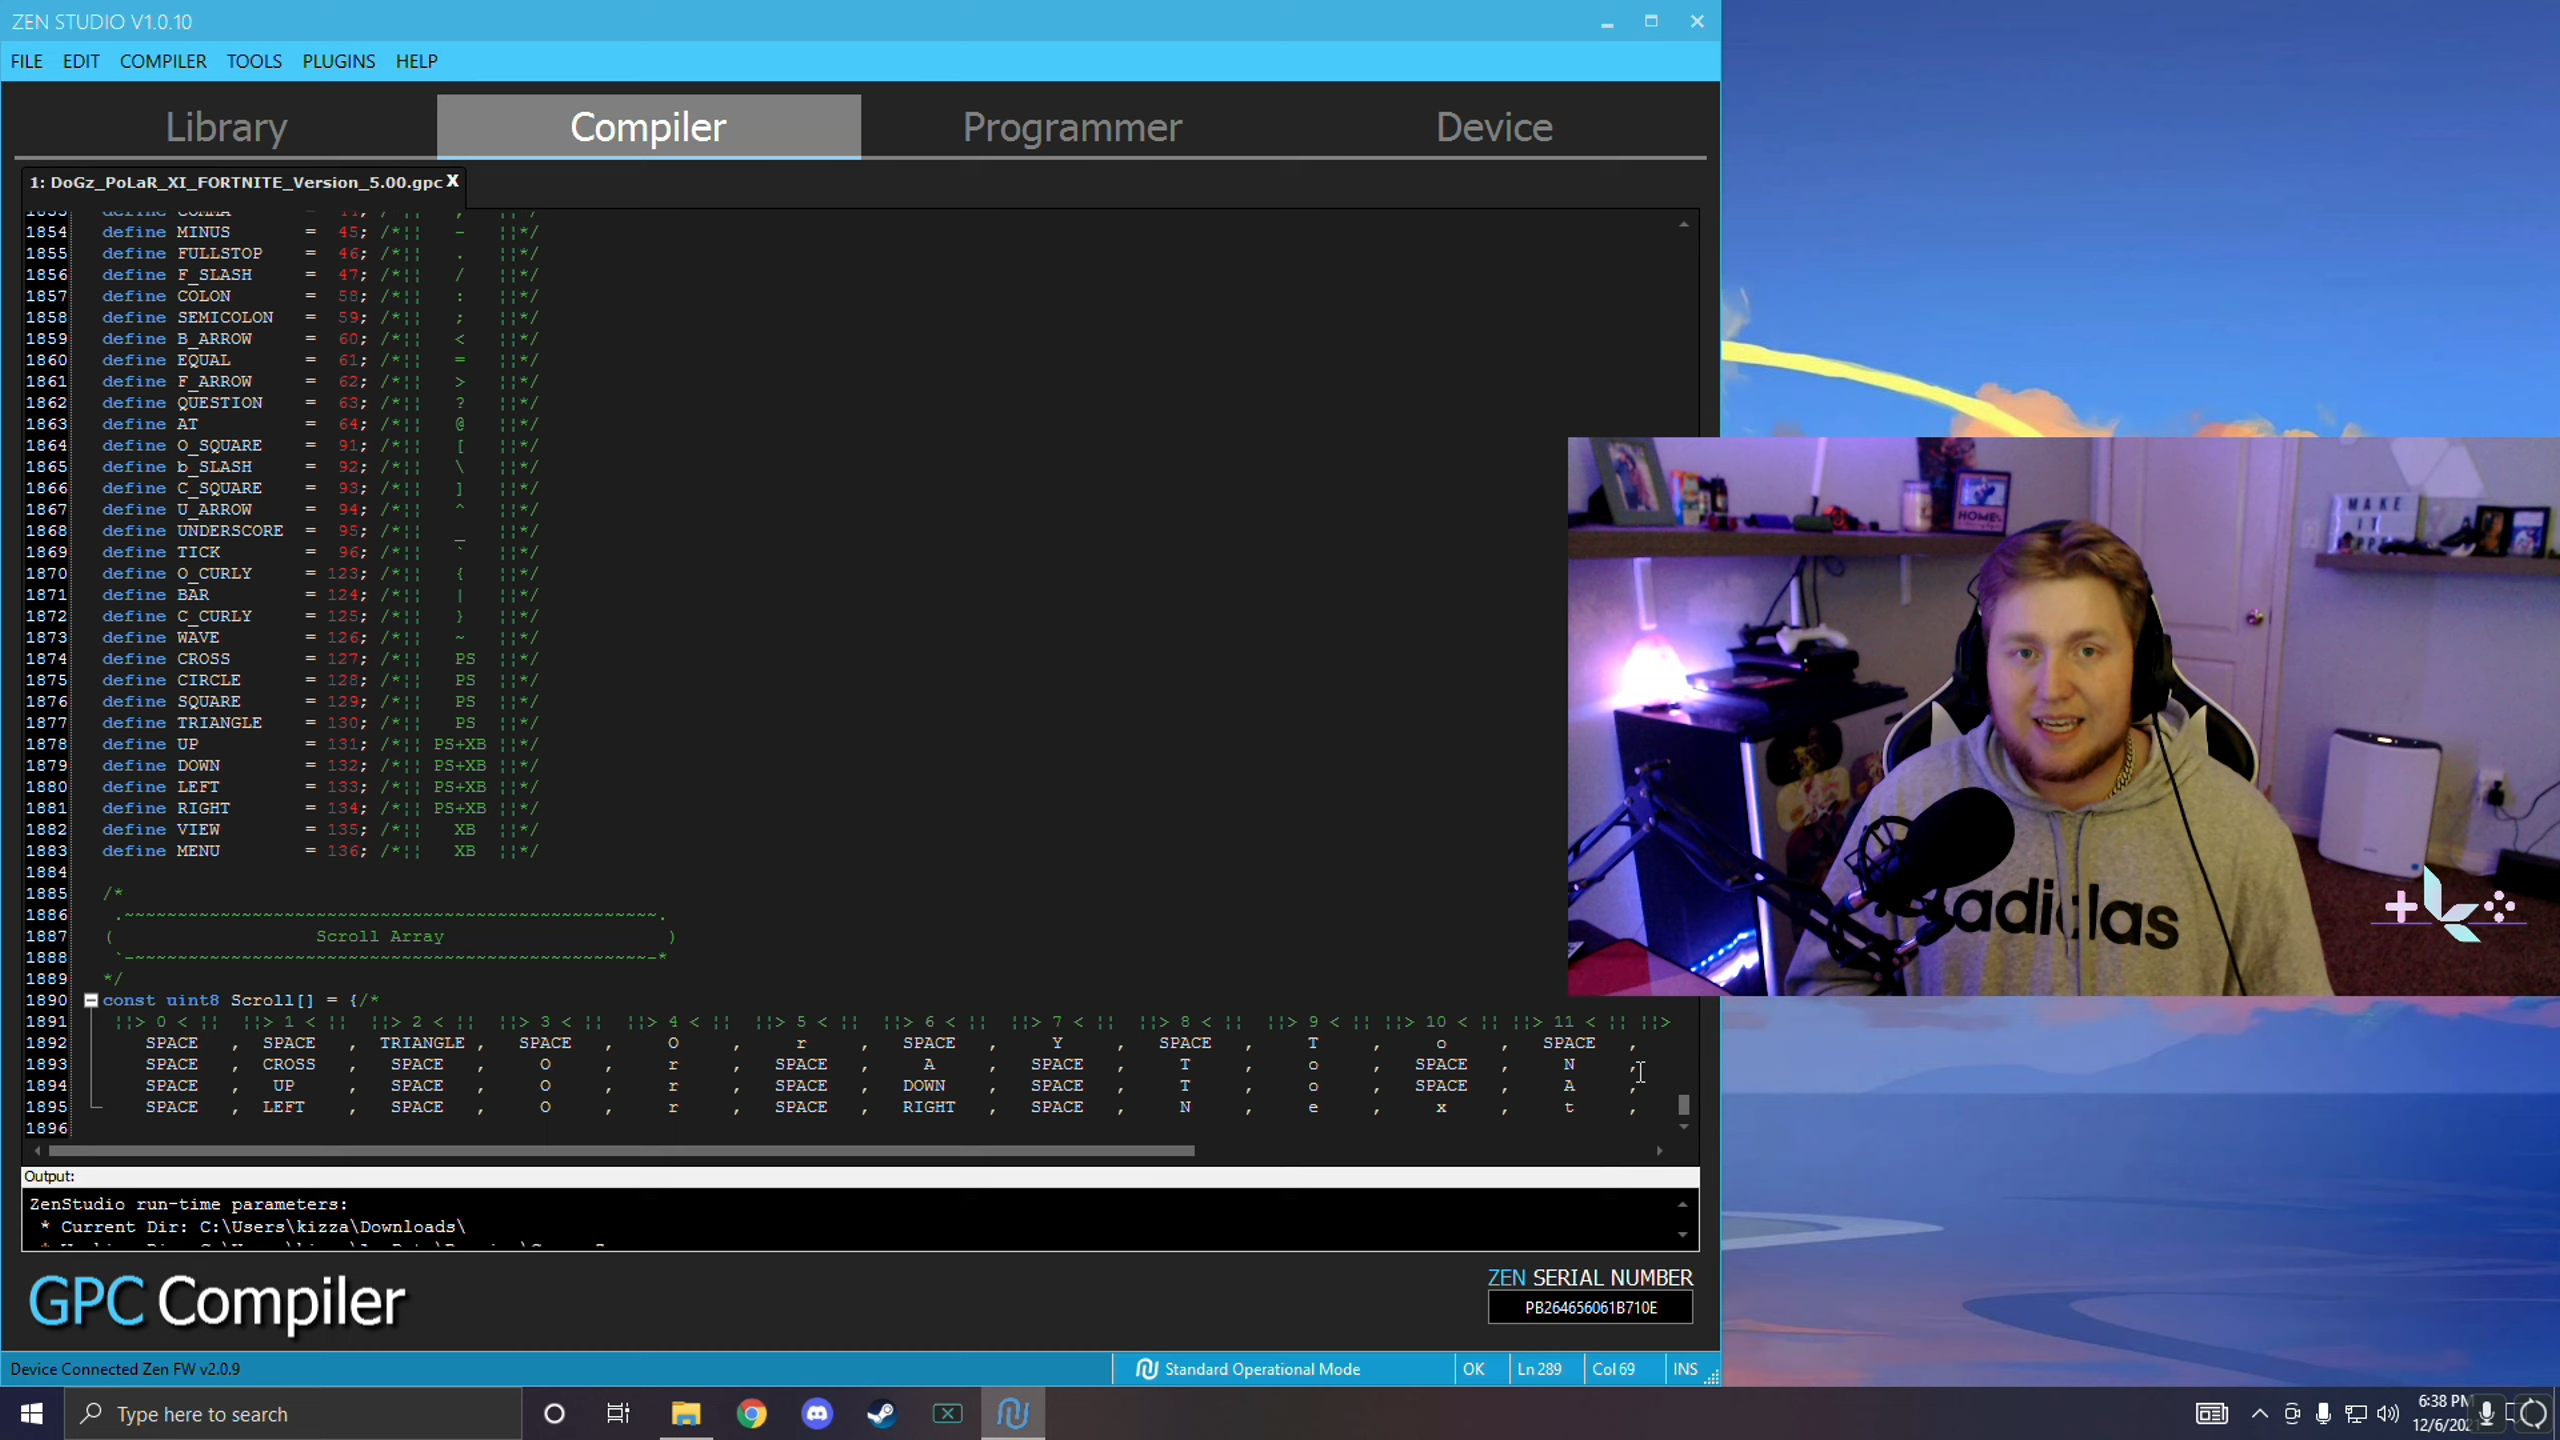 ZEN STUDIO V1.0.10
FILE EDIT COMPILER TOOLS PLUGINS HELP
Library Compiler Programmer Device
1: DoGz_PoLaR_XI_FORTNITE_Version_5.00.gpc X
1854 define MINUS = 45; /*¦¦ - ¦¦*/
1855 define FULLSTOP = 46; /*¦¦ . ¦¦*/
1856 define F_SLASH = 47; /*¦¦ / ¦¦*/
1857 define COLON = 58; /*¦¦ : ¦¦*/
1858 define SEMICOLON = 59; /*¦¦ ; ¦¦*/
1859 define B_ARROW = 60; /*¦¦ < ¦¦*/
1860 define EQUAL = 61; /*¦¦ = ¦¦*/
1861 define F_ARROW = 62; /*¦¦ > ¦¦*/
1862 define QUESTION = 63; /*¦¦ ? ¦¦*/
1863 define AT = 64; /*¦¦ @ ¦¦*/
1864 define O_SQUARE = 91; /*¦¦ [ ¦¦*/
1865 define b_SLASH = 92; /*¦¦ \ ¦¦*/
1866 define C_SQUARE = 93; /*¦¦ ] ¦¦*/
1867 define U_ARROW = 94; /*¦¦ ^ ¦¦*/
1868 define UNDERSCORE = 95; /*¦¦ _ ¦¦*/
1869 define TICK = 96; /*¦¦ ` ¦¦*/
1870 define O_CURLY = 123; /*¦¦ { ¦¦*/
1871 define BAR = 124; /*¦¦ | ¦¦*/
1872 define C_CURLY = 125; /*¦¦ } ¦¦*/
1873 define WAVE = 126; /*¦¦ ~ ¦¦*/
1874 define CROSS = 127; /*¦¦ PS ¦¦*/
1875 define CIRCLE = 128; /*¦¦ PS ¦¦*/
1876 define SQUARE = 129; /*¦¦ PS ¦¦*/
1877 define TRIANGLE = 130; /*¦¦ PS ¦¦*/
1878 define UP = 131; /*¦¦ PS+XB ¦¦*/
1879 define DOWN = 132; /*¦¦ PS+XB ¦¦*/
1880 define LEFT = 133; /*¦¦ PS+XB ¦¦*/
1881 define RIGHT = 134; /*¦¦ PS+XB ¦¦*/
1882 define VIEW = 135; /*¦¦ XB ¦¦*/
1883 define MENU = 136; /*¦¦ XB ¦¦*/
1884
1885 /*
1886 .~~~~~~~~~~~~~~~~~~~~~~~~~~~~~~~~~~~~~~~~~~~~~~~~~~.
1887 ( Scroll Array )
1888 `-~~~~~~~~~~~~~~~~~~~~~~~~~~~~~~~~~~~~~~~~~~~~~~~~-*
1889 */
1890 const uint8 Scroll[] = {/*
1891 ¦¦> 0 < ¦¦ ¦¦> 1 < ¦¦ ¦¦> 2 < ¦¦ ¦¦> 3 < ¦¦ ¦¦> 4 < ¦¦ ¦¦> 5 < ¦¦ ¦¦> 6 < ¦¦ ¦¦> 7 < ¦¦ ¦¦> 8 < ¦¦ ¦¦> 9 < ¦¦ ¦¦> 10 < ¦¦ ¦¦> 11 < ¦¦ ¦¦>
1892 SPACE , SPACE , TRIANGLE , SPACE , O , r , SPACE , Y , SPACE , T , o , SPACE ,
1893 SPACE , CROSS , SPACE , O , r , SPACE , A , SPACE , T , o , SPACE , N ,
1894 SPACE , UP , SPACE , O , r , SPACE , DOWN , SPACE , T , o , SPACE , A ,
1895 SPACE , LEFT , SPACE , O , r , SPACE , RIGHT , SPACE , N , e , x , t ,
1896
Output:
ZenStudio run-time parameters:
* Current Dir: C:\Users\kizza\Downloads\
GPC Compiler
ZEN SERIAL NUMBER
PB264656061B710E
Device Connected Zen FW v2.0.9 Standard Operational Mode OK Ln 289 Col 69 INS
Type here to search
6:38 PM
12/6/202
HOME
MAKE
IT
adidas